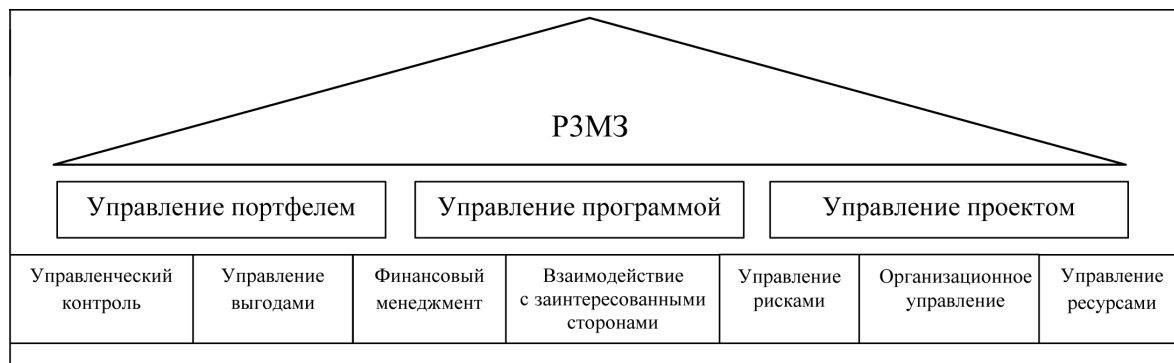 Р3М3
Управление портфелем
Управление программой
Управление проектом
Управленческий
контроль
Управление
выгодами
Финансовый
менеджмент
Взаимодействие
с заинтересованными
сторонами
Управление
рисками
Организационное
управление
Управление
ресурсами